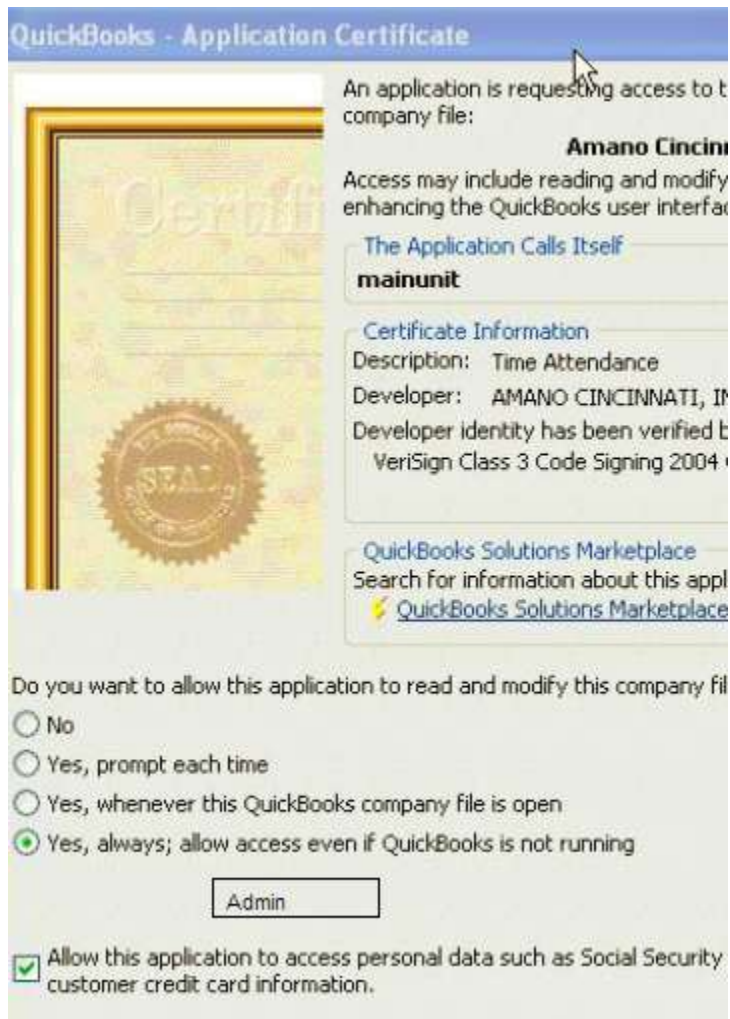 QuickBooks - Application Certificate
An application is requesting access to t
company file:
Amano Cincinn
Access may include reading and modify
enhancing the QuickBooks user interfac
The Application Calls Itself
mainunit
Certificate Information
Description: Time Attendance
Developer: AMANO CINCINNATI, IN
Developer identity has been verified b
VeriSign Class 3 Code Signing 2004
QuickBooks Solutions Marketplace
Search for information about this appl
QuickBooks Solutions Marketplace
Certifi
SEAL
Do you want to allow this application to read and modify this company fil
No
Yes, prompt each time
Yes, whenever this QuickBooks company file is open
Yes, always; allow access even if QuickBooks is not running
Admin
Allow this application to access personal data such as Social Security
customer credit card information.